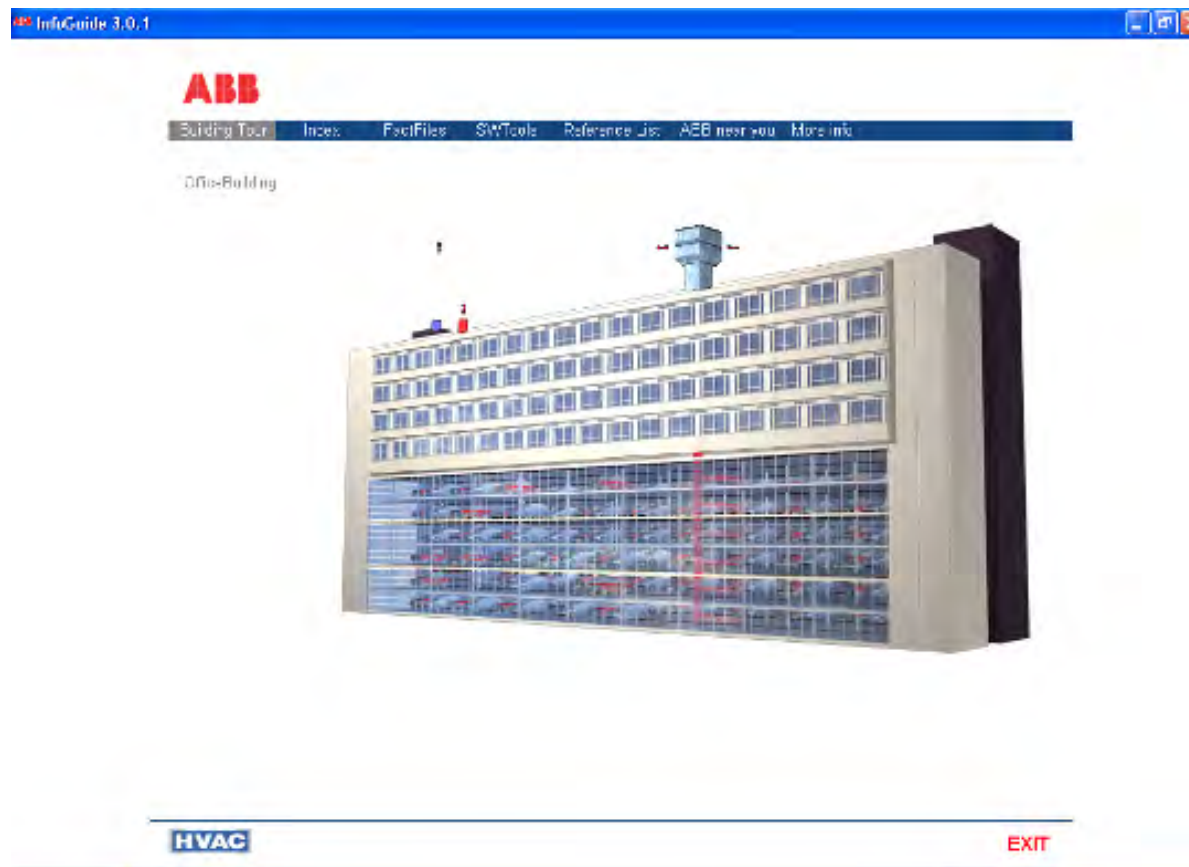 ABB InfoGuide 3.0.1
ABB
Building Tour Index FactFiles SWTools Reference List ABB near you More info
Office-Building
HVAC
EXIT